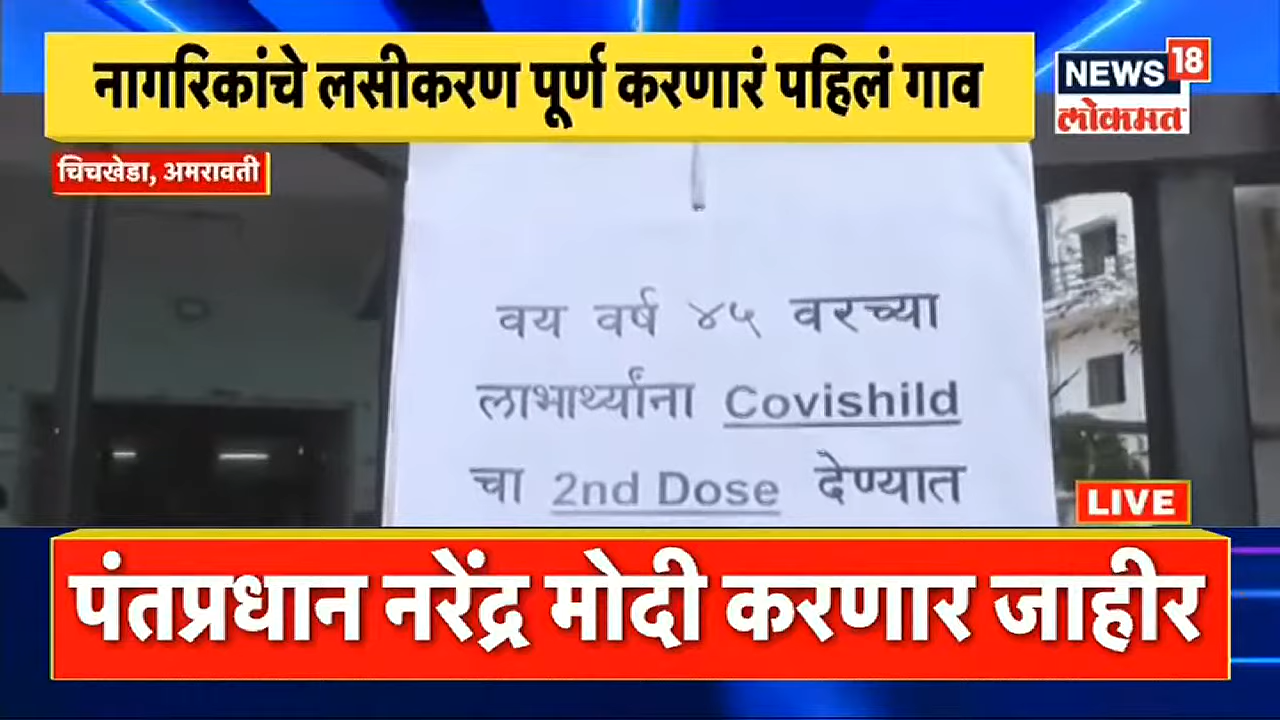 नागरिकांचे लसीकरण पूर्ण करणारं पहिलं गाव
NEWS 18
लोकमत
चिचखेडा, अमरावती
वय वर्ष ४५ वरच्या
लाभार्थ्यांना Covishild
चा 2nd Dose देण्यात
LIVE
पंतप्रधान नरेंद्र मोदी करणार जाहीर